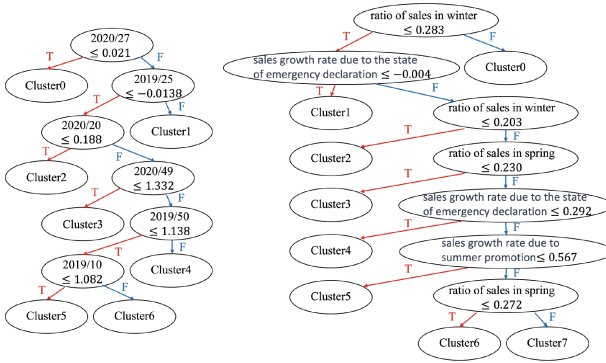 2020/27
≤ 0.021
T
F
Cluster0
2019/25
≤ −0.0138
T
F
2020/20
≤ 0.188
Cluster1
T
F
Cluster2
2020/49
≤ 1.332
T
F
Cluster3
2019/50
≤ 1.138
T
F
2019/10
≤ 1.082
Cluster4
T
F
Cluster5
Cluster6
ratio of sales in winter
≤ 0.283
T
F
sales growth rate due to the state
of emergency declaration ≤ −0.004
Cluster0
T
F
Cluster1
ratio of sales in winter
≤ 0.203
T
F
Cluster2
ratio of sales in spring
≤ 0.230
T
F
Cluster3
sales growth rate due to the state
of emergency declaration ≤ 0.292
T
F
Cluster4
sales growth rate due to
summer promotion≤ 0.567
T
F
Cluster5
ratio of sales in spring
≤ 0.272
T
F
Cluster6
Cluster7